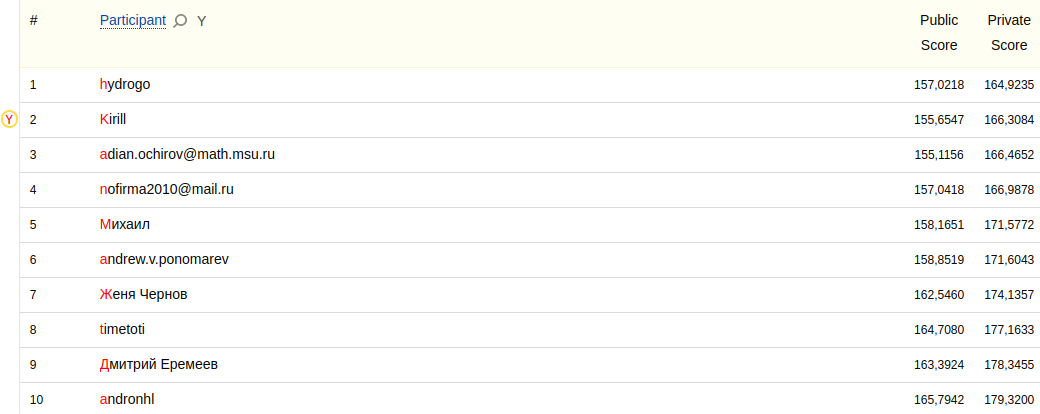 # Participant Y Public Score Private Score
1 hydrogo 157,0218 164,9235
Y 2 Kirill 155,6547 166,3084
3 adian.ochirov@math.msu.ru 155,1156 166,4652
4 nofirma2010@mail.ru 157,0418 166,9878
5 Михаил 158,1651 171,5772
6 andrew.v.ponomarev 158,8519 171,6043
7 Женя Чернов 162,5460 174,1357
8 timetoti 164,7080 177,1633
9 Дмитрий Еремеев 163,3924 178,3455
10 andronhl 165,7942 179,3200